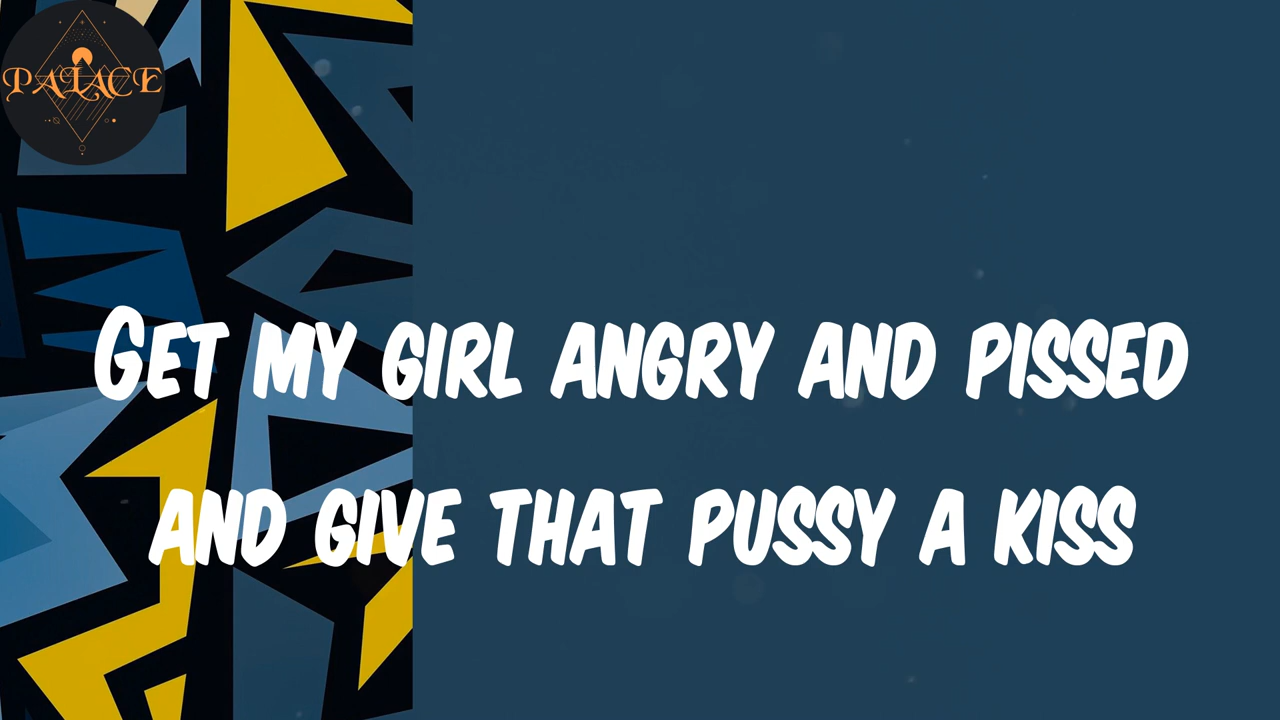 PALACE
GET MY GIRL ANGRY AND PISSED
AND GIVE THAT PUSSY A KISS